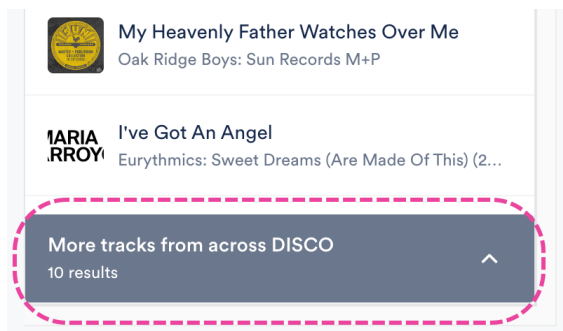 My Heavenly Father Watches Over Me
Oak Ridge Boys: Sun Records M+P
I've Got An Angel
Eurythmics: Sweet Dreams (Are Made Of This) (2...
More tracks from across DISCO
10 results